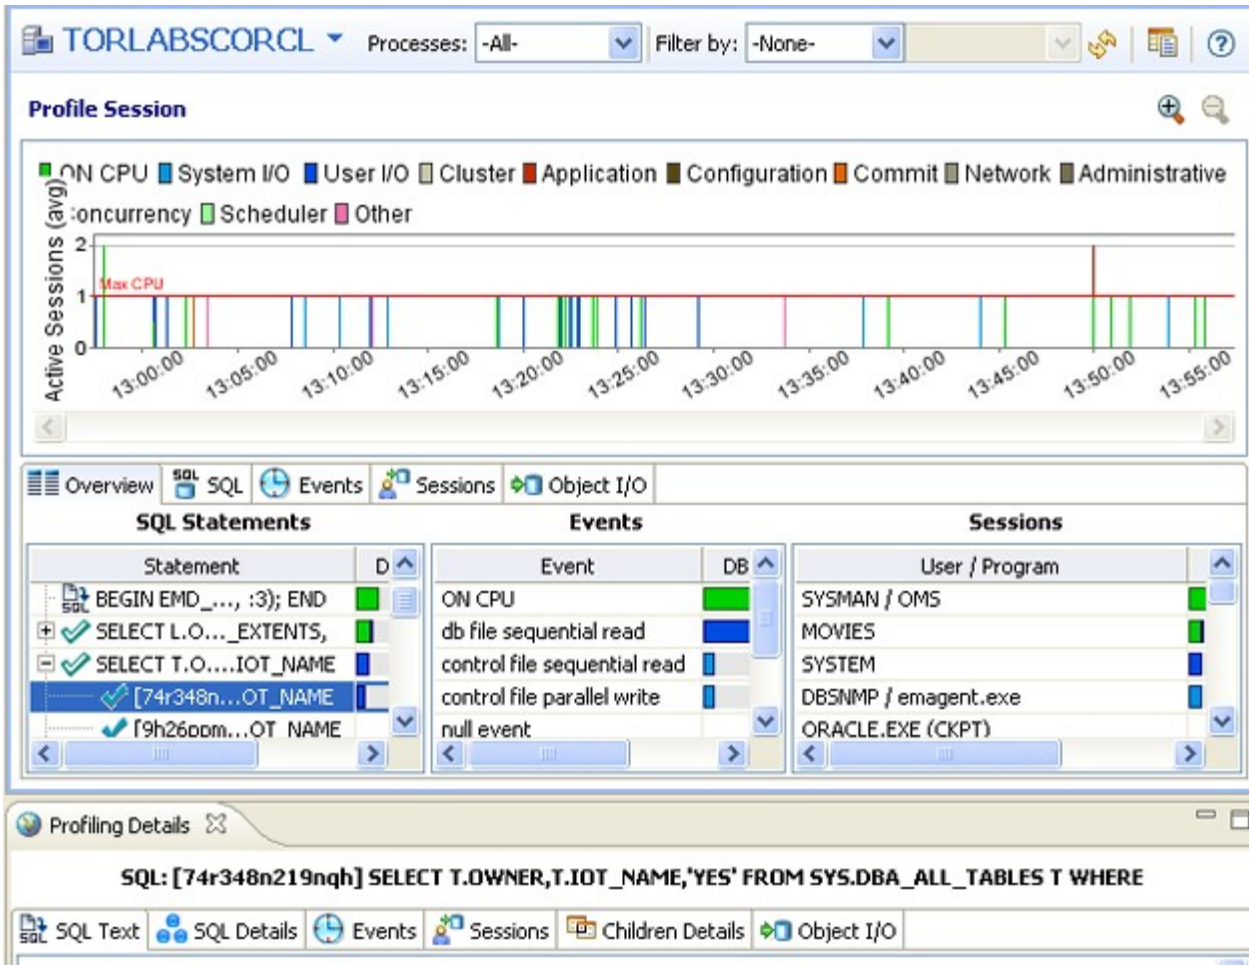 TORLABSCORCL Processes: -All- Filter by: -None-
Profile Session
ON CPU System I/O User I/O Cluster Application Configuration Commit Network Administrative
oncurrency Scheduler Other
Active Sessions (avg)
2
Max CPU
1
0
13:00:00 13:05:00 13:10:00 13:15:00 13:20:00 13:25:00 13:30:00 13:35:00 13:40:00 13:45:00 13:50:00 13:55:00
Overview SQL Events Sessions Object I/O
SQL Statements Events Sessions
Statement D Event DB User / Program
BEGIN EMD_..., :3); END ON CPU SYSMAN / OMS
SELECT L.O..._EXTENTS, db file sequential read MOVIES
SELECT T.O....IOT_NAME control file sequential read SYSTEM
[74r348n...OT_NAME control file parallel write DBSNMP / emagent.exe
[9h26ppm...OT_NAME null event ORACLE.EXE (CKPT)
Profiling Details
SQL: [74r348n219nqh] SELECT T.OWNER,T.IOT_NAME,'YES' FROM SYS.DBA_ALL_TABLES T WHERE
SQL Text SQL Details Events Sessions Children Details Object I/O